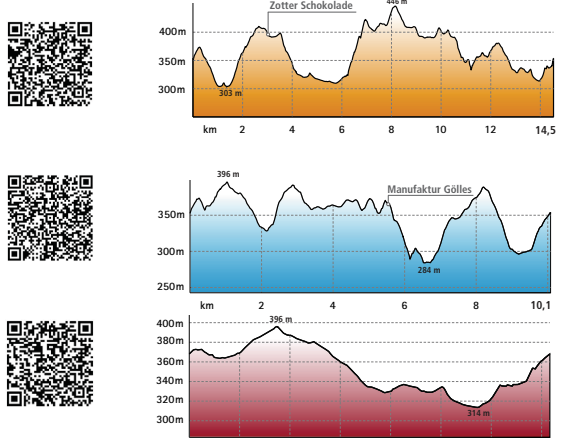 Zotter Schokolade
446 m
400m
350m
300m
303 m
km 2 4 6 8 10 12 14,5
396 m
Manufaktur Gölles
350m
300m
284 m
250m
km 2 4 6 8 10,1
396 m
400m
380m
360m
340m
320m
314 m
300m